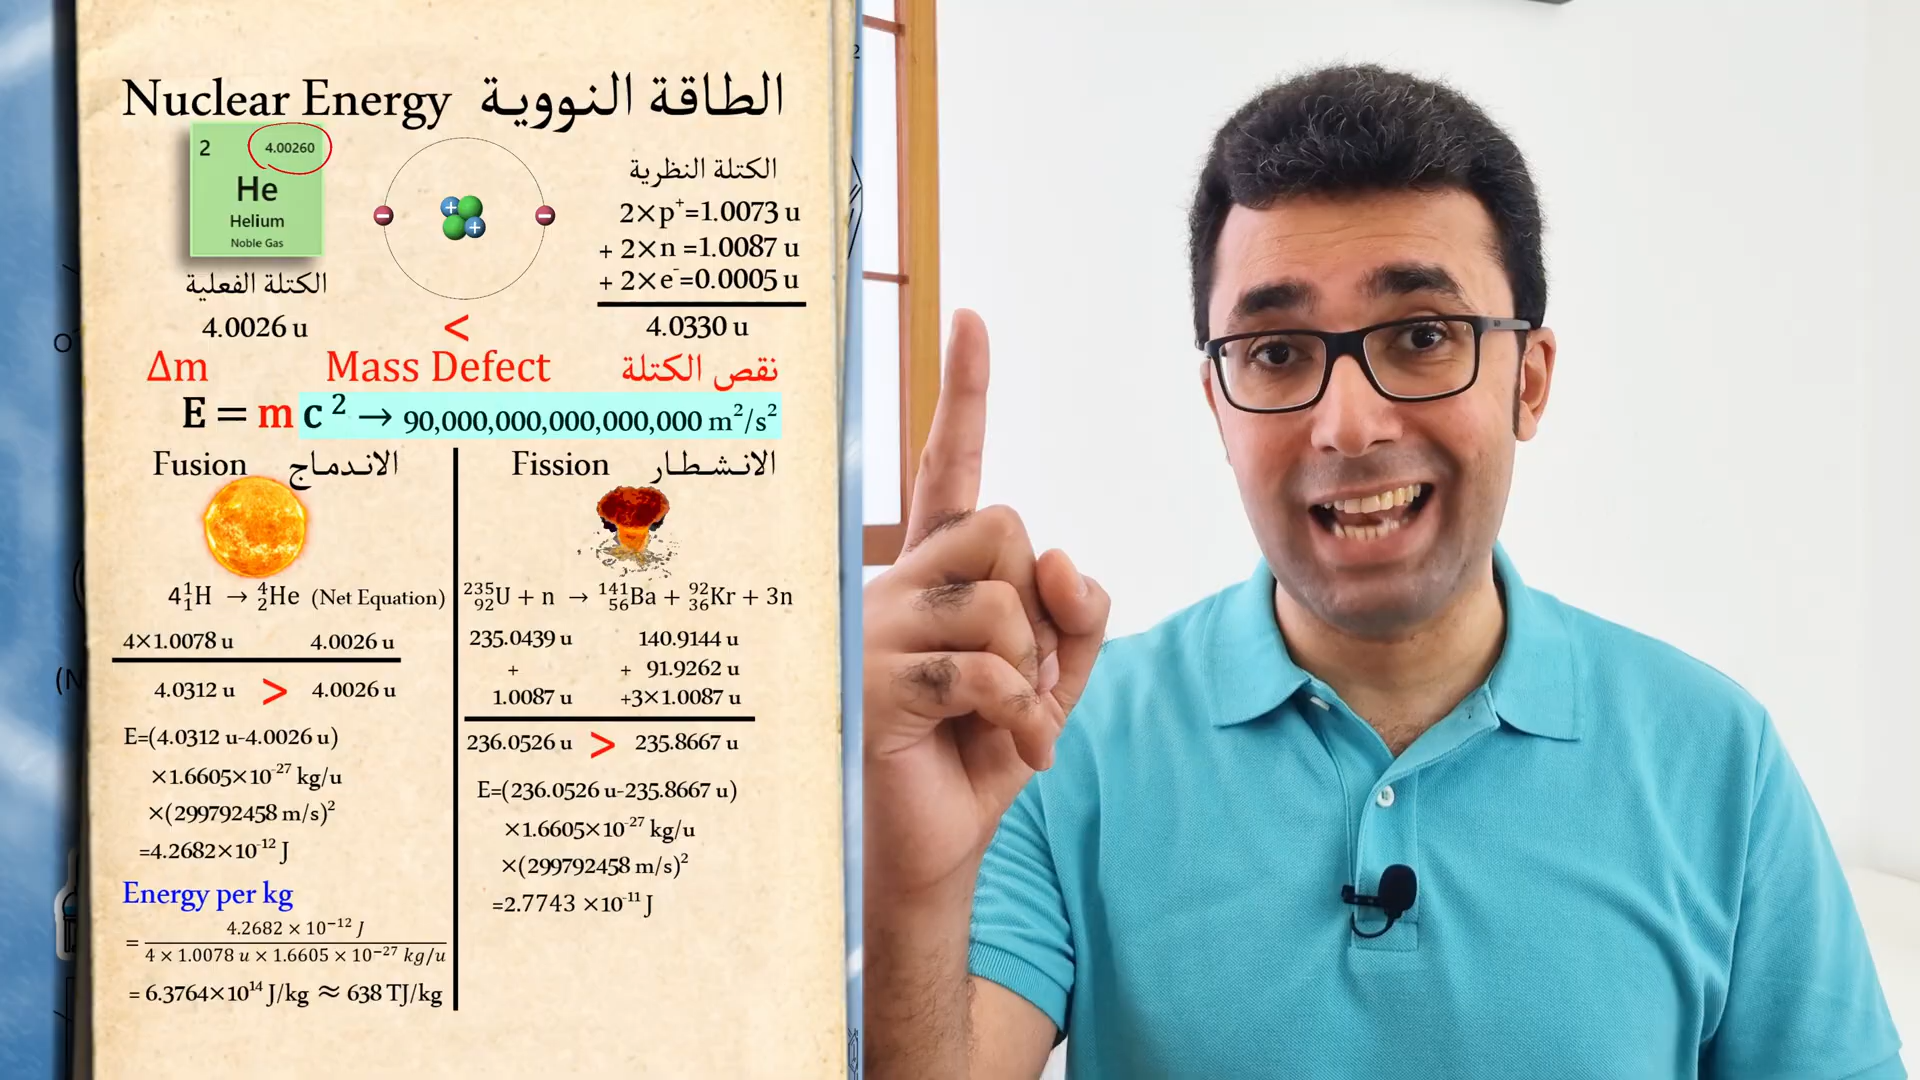 Nuclear Energy الطاقة النووية
2
4.00260
He
Helium
Noble Gas
الكتلة الفعلية
4.0026 u
<
الكتلة النظرية
2×p⁺=1.0073 u
+ 2×n =1.0087 u
+ 2×e⁻=0.0005 u
4.0330 u
Δm Mass Defect نقص الكتلة
E = m c² → 90,000,000,000,000,000 m²/s²
Fusion الاندماج
4¹₁H → ⁴₂He (Net Equation)
4×1.0078 u 4.0026 u
4.0312 u > 4.0026 u
E=(4.0312 u-4.0026 u)
×1.6605×10⁻²⁷ kg/u
×(299792458 m/s)²
=4.2682×10⁻¹² J
Energy per kg
= 4.2682 × 10⁻¹² J
4 × 1.0078 u × 1.6605 × 10⁻²⁷ kg/u
= 6.3764×10¹⁴ J/kg ≈ 638 TJ/kg
Fission الانشطار
²³⁵₉₂U + n → ¹⁴¹₅₆Ba + ⁹²₃₆Kr + 3n
235.0439 u 140.9144 u
+ + 91.9262 u
1.0087 u +3×1.0087 u
236.0526 u > 235.8667 u
E=(236.0526 u-235.8667 u)
×1.6605×10⁻²⁷ kg/u
×(299792458 m/s)²
=2.7743 ×10⁻¹¹ J